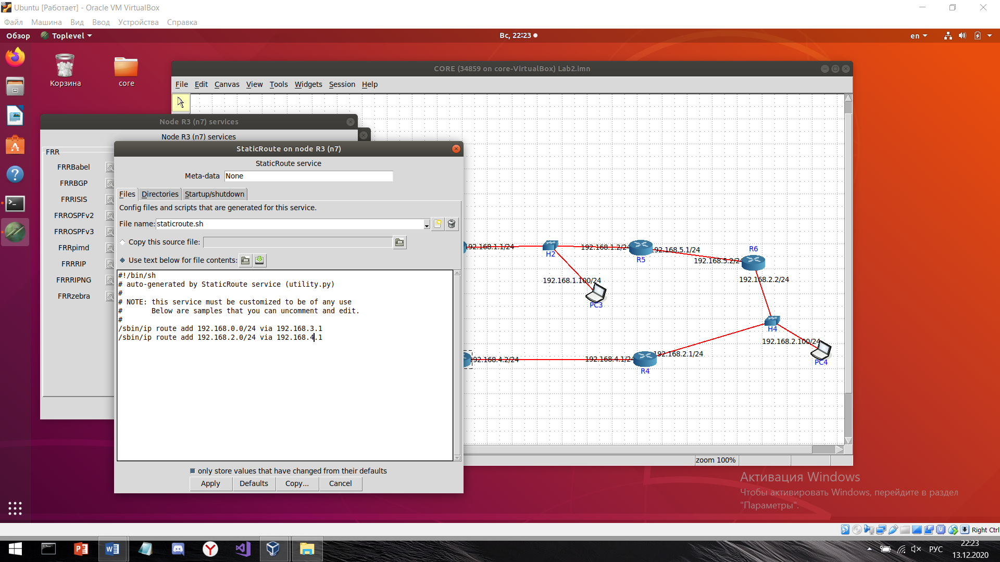 Ubuntu [Работает] - Oracle VM VirtualBox
Файл Машина Вид Ввод Устройства Справка
Обзор Toplevel Вс, 22:23 en
Корзина core
CORE (34859 on core-VirtualBox) Lab2.imn
File Edit Canvas View Tools Widgets Session Help
Node R3 (n7) services
Node R3 (n7) services
FRR
FRRBabel
FRRBGP
FRRISIS
FRROSPFv2
FRROSPFv3
FRRpimd
FRRRIP
FRRRIPNG
FRRzebra
StaticRoute on node R3 (n7)
StaticRoute service
Meta-data None
Files Directories Startup/shutdown
Config files and scripts that are generated for this service.
File name: staticroute.sh
Copy this source file:
Use text below for file contents:
#!/bin/sh
# auto-generated by StaticRoute service (utility.py)
#
# NOTE: this service must be customized to be of any use
# Below are samples that you can uncomment and edit.
#
/sbin/ip route add 192.168.0.0/24 via 192.168.3.1
/sbin/ip route add 192.168.2.0/24 via 192.168.4.1
only store values that have changed from their defaults
Apply Defaults Copy... Cancel
192.168.1.1/24
H2
192.168.1.2/24
R5
192.168.5.1/24
R6
192.168.5.2/24
192.168.2.2/24
192.168.1.100/24
PC3
H4
192.168.2.100/24
PC4
192.168.4.2/24
192.168.4.1/24
R4
192.168.2.1/24
zoom 100%
Активация Windows
Чтобы активировать Windows, перейдите в раздел
"Параметры".
Right Ctrl
РУС
22:23
13.12.2020